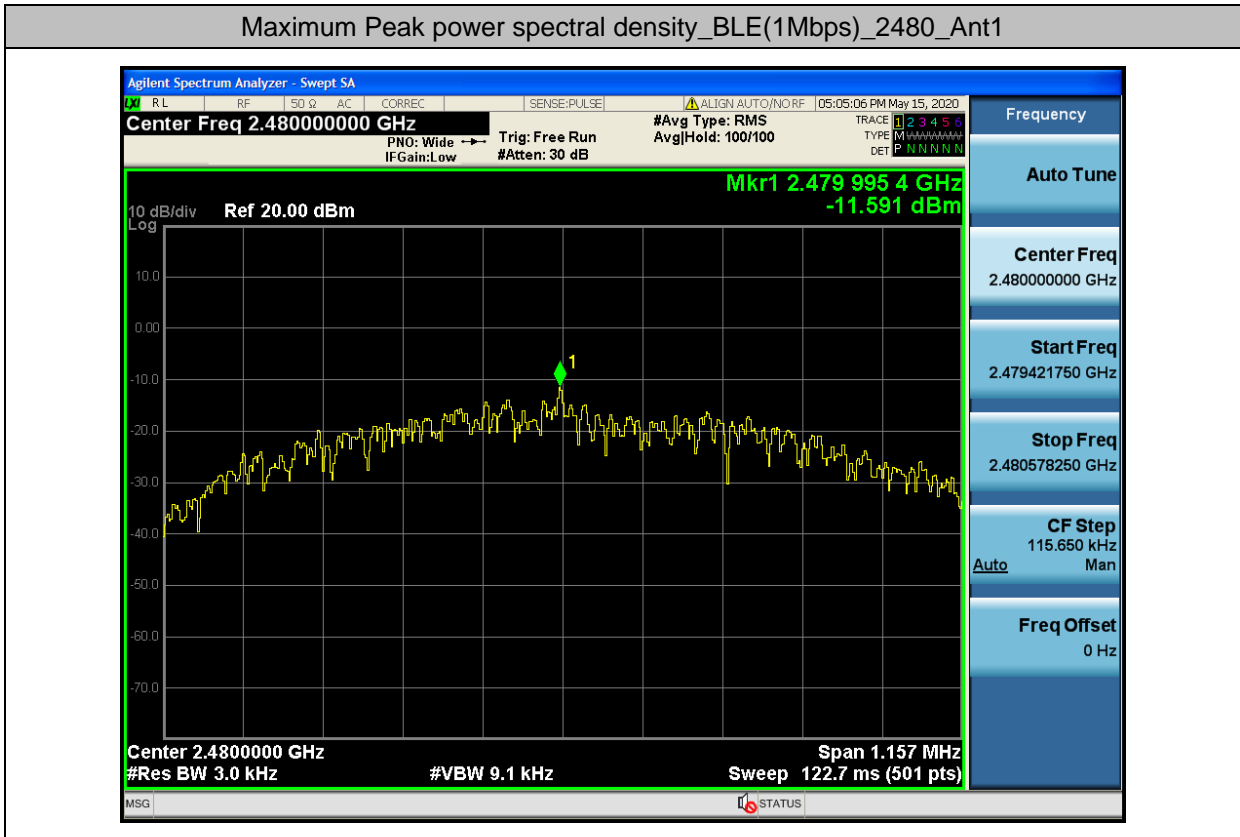 Maximum Peak power spectral density_BLE(1Mbps)_2480_Ant1
Agilent Spectrum Analyzer - Swept SA
LXI RL RF 50 Ω AC CORREC SENSE:PULSE ALIGN AUTO/NO RF 05:05:06 PM May 15, 2020
Center Freq 2.480000000 GHz
PNO: Wide
IFGain:Low
Trig: Free Run
#Atten: 30 dB
#Avg Type: RMS
Avg|Hold: 100/100
TRACE 1 2 3 4 5 6
TYPE M
DET P N N N N N
Mkr1 2.479 995 4 GHz
-11.591 dBm
10 dB/div Ref 20.00 dBm
Log
10.0
0.00
-10.0
-20.0
-30.0
-40.0
-50.0
-60.0
-70.0
1
Center 2.4800000 GHz
Span 1.157 MHz
#Res BW 3.0 kHz
#VBW 9.1 kHz
Sweep 122.7 ms (501 pts)
MSG
STATUS
Frequency
Auto Tune
Center Freq
2.480000000 GHz
Start Freq
2.479421750 GHz
Stop Freq
2.480578250 GHz
CF Step
115.650 kHz
Auto Man
Freq Offset
0 Hz